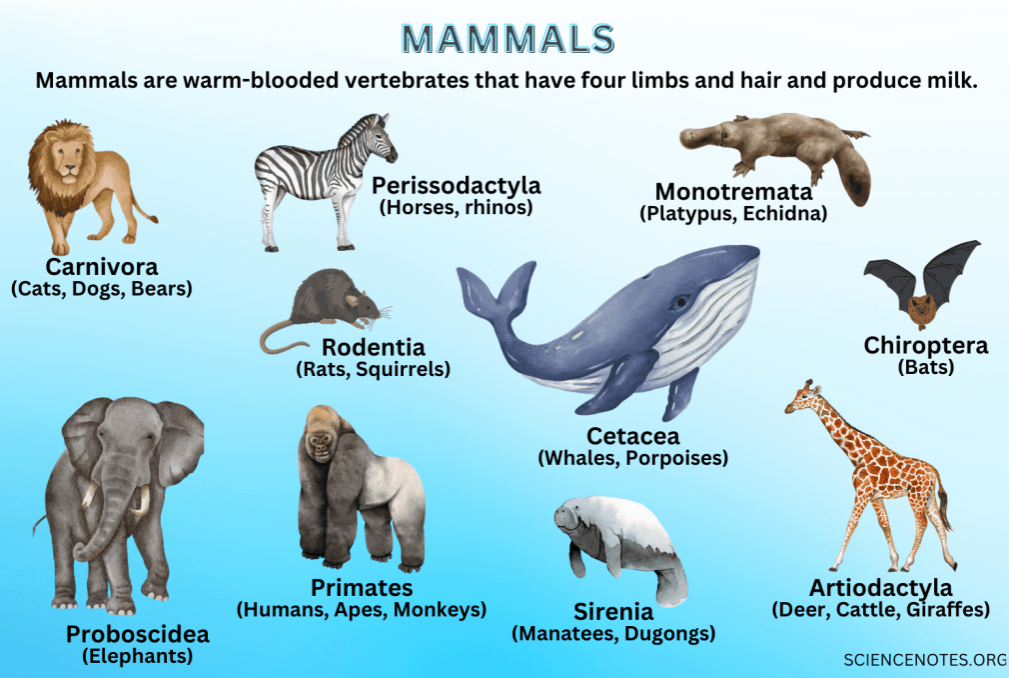 MAMMALS
Mammals are warm-blooded vertebrates that have four limbs and hair and produce milk.
Carnivora
(Cats, Dogs, Bears)
Perissodactyla
(Horses, rhinos)
Monotremata
(Platypus, Echidna)
Rodentia
(Rats, Squirrels)
Chiroptera
(Bats)
Cetacea
(Whales, Porpoises)
Proboscidea
(Elephants)
Primates
(Humans, Apes, Monkeys)
Sirenia
(Manatees, Dugongs)
Artiodactyla
(Deer, Cattle, Giraffes)
SCIENCENOTES.ORG